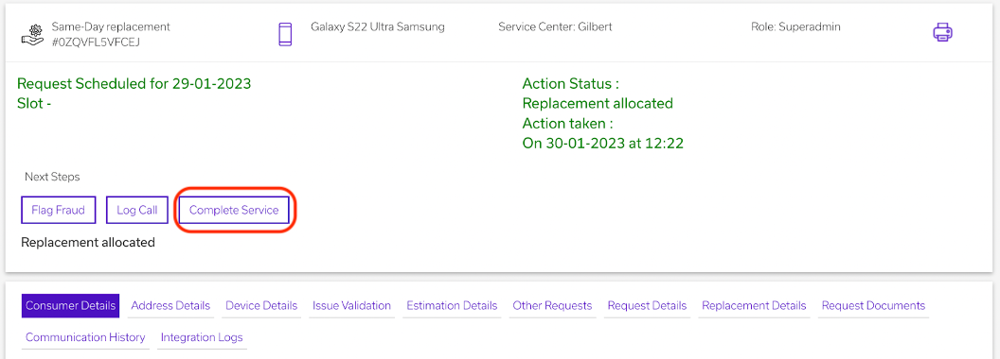 Same-Day replacement
#0ZQVFL5VFCEJ
Galaxy S22 Ultra Samsung
Service Center: Gilbert
Role: Superadmin
Request Scheduled for 29-01-2023
Slot -
Action Status :
Replacement allocated
Action taken :
On 30-01-2023 at 12:22
Next Steps
Flag Fraud Log Call Complete Service
Replacement allocated
Consumer Details Address Details Device Details Issue Validation Estimation Details Other Requests Request Details Replacement Details Request Documents
Communication History Integration Logs